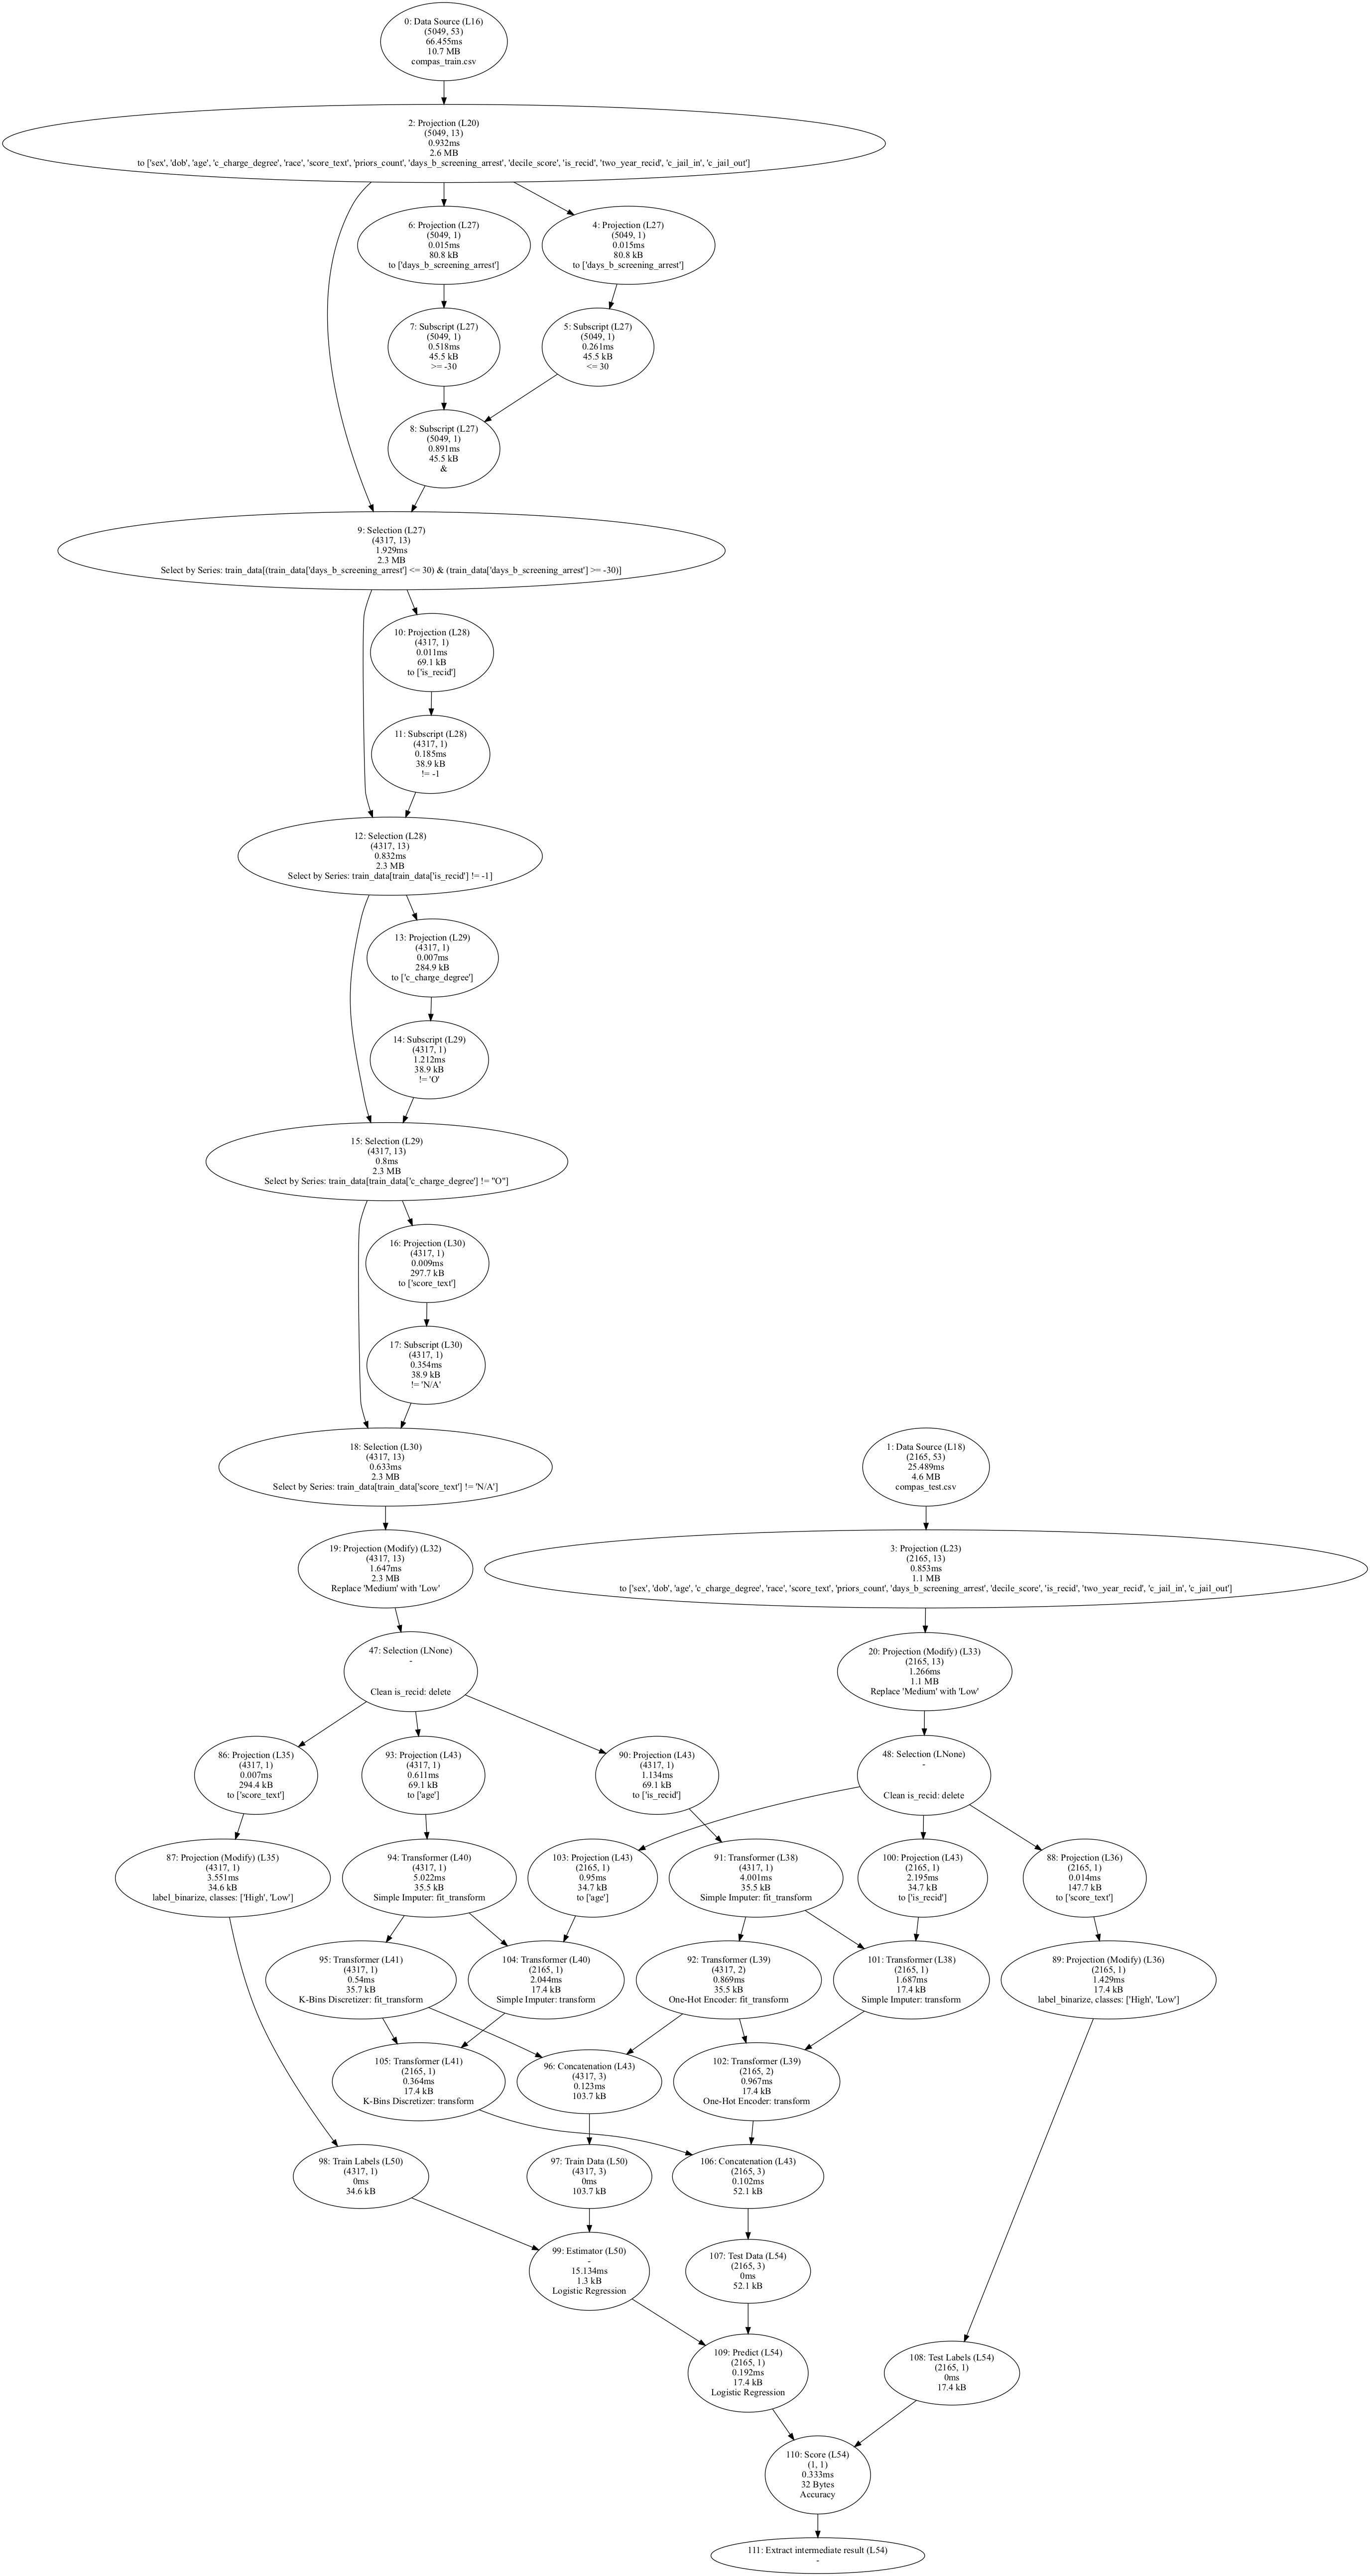 0: Data Source (L16)
(5049, 53)
66.455ms
10.7 MB
compas_train.csv
2: Projection (L20)
(5049, 13)
0.932ms
2.6 MB
to ['sex', 'dob', 'age', 'c_charge_degree', 'race', 'score_text', 'priors_count', 'days_b_screening_arrest', 'decile_score', 'is_recid', 'two_year_recid', 'c_jail_in', 'c_jail_out']
6: Projection (L27)
(5049, 1)
0.015ms
80.8 kB
to ['days_b_screening_arrest']
4: Projection (L27)
(5049, 1)
0.015ms
80.8 kB
to ['days_b_screening_arrest']
7: Subscript (L27)
(5049, 1)
0.518ms
45.5 kB
>= -30
5: Subscript (L27)
(5049, 1)
0.261ms
45.5 kB
<= 30
8: Subscript (L27)
(5049, 1)
0.891ms
45.5 kB
&
9: Selection (L27)
(4317, 13)
1.929ms
2.3 MB
Select by Series: train_data[(train_data['days_b_screening_arrest'] <= 30) & (train_data['days_b_screening_arrest'] >= -30)]
10: Projection (L28)
(4317, 1)
0.011ms
69.1 kB
to ['is_recid']
11: Subscript (L28)
(4317, 1)
0.185ms
38.9 kB
!= -1
12: Selection (L28)
(4317, 13)
0.832ms
2.3 MB
Select by Series: train_data[train_data['is_recid'] != -1]
13: Projection (L29)
(4317, 1)
0.007ms
284.9 kB
to ['c_charge_degree']
14: Subscript (L29)
(4317, 1)
1.212ms
38.9 kB
!= 'O'
15: Selection (L29)
(4317, 13)
0.8ms
2.3 MB
Select by Series: train_data[train_data['c_charge_degree'] != "O"]
16: Projection (L30)
(4317, 1)
0.009ms
297.7 kB
to ['score_text']
17: Subscript (L30)
(4317, 1)
0.354ms
38.9 kB
!= 'N/A'
18: Selection (L30)
(4317, 13)
0.633ms
2.3 MB
Select by Series: train_data[train_data['score_text'] != 'N/A']
1: Data Source (L18)
(2165, 53)
25.489ms
4.6 MB
compas_test.csv
19: Projection (Modify) (L32)
(4317, 13)
1.647ms
2.3 MB
Replace 'Medium' with 'Low'
3: Projection (L23)
(2165, 13)
0.853ms
1.1 MB
to ['sex', 'dob', 'age', 'c_charge_degree', 'race', 'score_text', 'priors_count', 'days_b_screening_arrest', 'decile_score', 'is_recid', 'two_year_recid', 'c_jail_in', 'c_jail_out']
47: Selection (LNone)
-
Clean is_recid: delete
20: Projection (Modify) (L33)
(2165, 13)
1.266ms
1.1 MB
Replace 'Medium' with 'Low'
86: Projection (L35)
(4317, 1)
0.007ms
294.4 kB
to ['score_text']
93: Projection (L43)
(4317, 1)
0.611ms
69.1 kB
to ['age']
90: Projection (L43)
(4317, 1)
1.134ms
69.1 kB
to ['is_recid']
48: Selection (LNone)
-
Clean is_recid: delete
87: Projection (Modify) (L35)
(4317, 1)
3.551ms
34.6 kB
label_binarize, classes: ['High', 'Low']
94: Transformer (L40)
(4317, 1)
5.022ms
35.5 kB
Simple Imputer: fit_transform
103: Projection (L43)
(2165, 1)
0.95ms
34.7 kB
to ['age']
91: Transformer (L38)
(4317, 1)
4.001ms
35.5 kB
Simple Imputer: fit_transform
100: Projection (L43)
(2165, 1)
2.195ms
34.7 kB
to ['is_recid']
88: Projection (L36)
(2165, 1)
0.014ms
147.7 kB
to ['score_text']
95: Transformer (L41)
(4317, 1)
0.54ms
35.7 kB
K-Bins Discretizer: fit_transform
104: Transformer (L40)
(2165, 1)
2.044ms
17.4 kB
Simple Imputer: transform
92: Transformer (L39)
(4317, 2)
0.869ms
35.5 kB
One-Hot Encoder: fit_transform
101: Transformer (L38)
(2165, 1)
1.687ms
17.4 kB
Simple Imputer: transform
89: Projection (Modify) (L36)
(2165, 1)
1.429ms
17.4 kB
label_binarize, classes: ['High', 'Low']
105: Transformer (L41)
(2165, 1)
0.364ms
17.4 kB
K-Bins Discretizer: transform
96: Concatenation (L43)
(4317, 3)
0.123ms
103.7 kB
102: Transformer (L39)
(2165, 2)
0.967ms
17.4 kB
One-Hot Encoder: transform
98: Train Labels (L50)
(4317, 1)
0ms
34.6 kB
97: Train Data (L50)
(4317, 3)
0ms
103.7 kB
106: Concatenation (L43)
(2165, 3)
0.102ms
52.1 kB
99: Estimator (L50)
-
15.134ms
1.3 kB
Logistic Regression
107: Test Data (L54)
(2165, 3)
0ms
52.1 kB
109: Predict (L54)
(2165, 1)
0.192ms
17.4 kB
Logistic Regression
108: Test Labels (L54)
(2165, 1)
0ms
17.4 kB
110: Score (L54)
(1, 1)
0.333ms
32 Bytes
Accuracy
111: Extract intermediate result (L54)
-